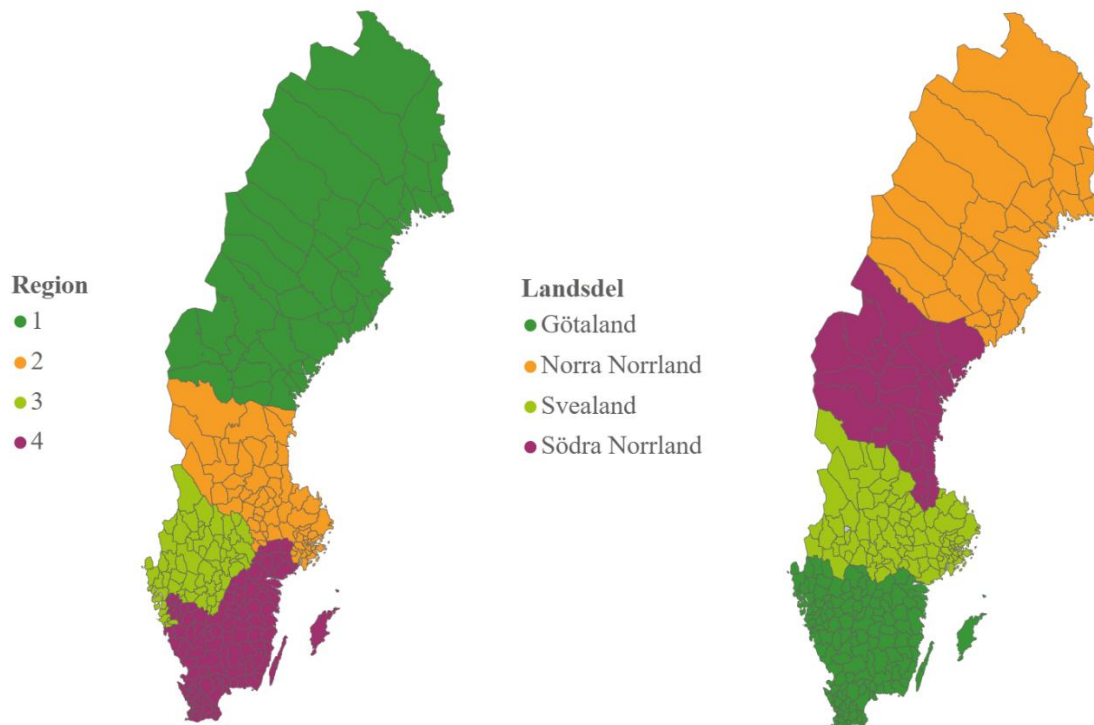 Region
1
2
3
4
Landsdel
Götaland
Norra Norrland
Svealand
Södra Norrland